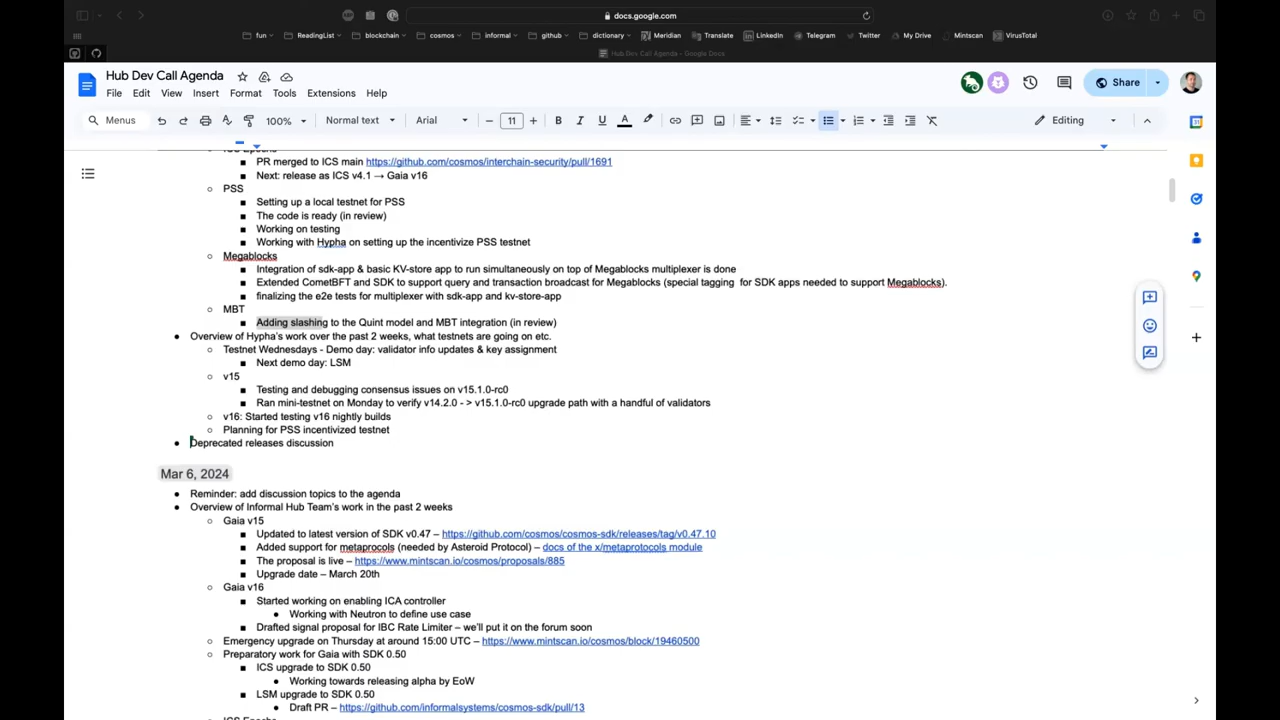 docs.google.com
fun
ReadingList
blockchain
cosmos
informal
github
dictionary
Meridian
Translate
LinkedIn
Telegram
Twitter
My Drive
Mintscan
VirusTotal
Hub Dev Call Agenda - Google Docs
Hub Dev Call Agenda
File Edit View Insert Format Tools Extensions Help
Share
Menus
100%
Normal text
Arial
11
Editing
PR merged to ICS main https://github.com/cosmos/interchain-security/pull/1691
Next: release as ICS v4.1 → Gaia v16
PSS
Setting up a local testnet for PSS
The code is ready (in review)
Working on testing
Working with Hypha on setting up the incentivize PSS testnet
Megablocks
Integration of sdk-app & basic KV-store app to run simultaneously on top of Megablocks multiplexer is done
Extended CometBFT and SDK to support query and transaction broadcast for Megablocks (special tagging for SDK apps needed to support Megablocks).
finalizing the e2e tests for multiplexer with sdk-app and kv-store-app
MBT
Adding slashing to the Quint model and MBT integration (in review)
Overview of Hypha's work over the past 2 weeks, what testnets are going on etc.
Testnet Wednesdays - Demo day: validator info updates & key assignment
Next demo day: LSM
v15
Testing and debugging consensus issues on v15.1.0-rc0
Ran mini-testnet on Monday to verify v14.2.0 - > v15.1.0-rc0 upgrade path with a handful of validators
v16: Started testing v16 nightly builds
Planning for PSS incentivized testnet
Deprecated releases discussion
Mar 6, 2024
Reminder: add discussion topics to the agenda
Overview of Informal Hub Team's work in the past 2 weeks
Gaia v15
Updated to latest version of SDK v0.47 – https://github.com/cosmos/cosmos-sdk/releases/tag/v0.47.10
Added support for metaprocols (needed by Asteroid Protocol) – docs of the x/metaprotocols module
The proposal is live – https://www.mintscan.io/cosmos/proposals/885
Upgrade date – March 20th
Gaia v16
Started working on enabling ICA controller
Working with Neutron to define use case
Drafted signal proposal for IBC Rate Limiter – we'll put it on the forum soon
Emergency upgrade on Thursday at around 15:00 UTC – https://www.mintscan.io/cosmos/block/19460500
Preparatory work for Gaia with SDK 0.50
ICS upgrade to SDK 0.50
Working towards releasing alpha by EoW
LSM upgrade to SDK 0.50
Draft PR – https://github.com/informalsystems/cosmos-sdk/pull/13